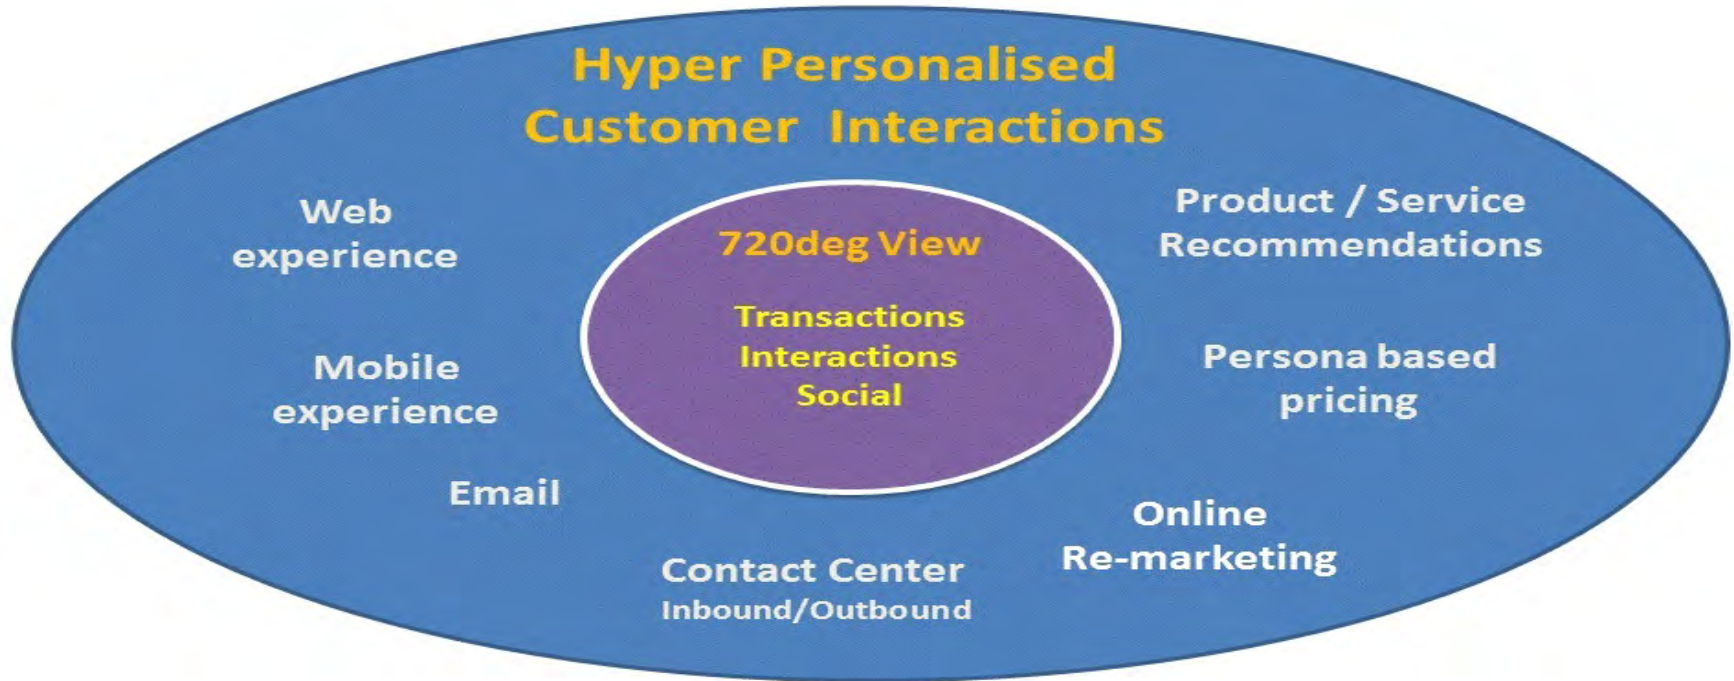 Hyper Personalised
Customer Interactions
Web
experience
Mobile
experience
Email
Contact Center
Inbound/Outbound
720deg View
Transactions
Interactions
Social
Product / Service
Recommendations
Persona based
pricing
Online
Re-marketing